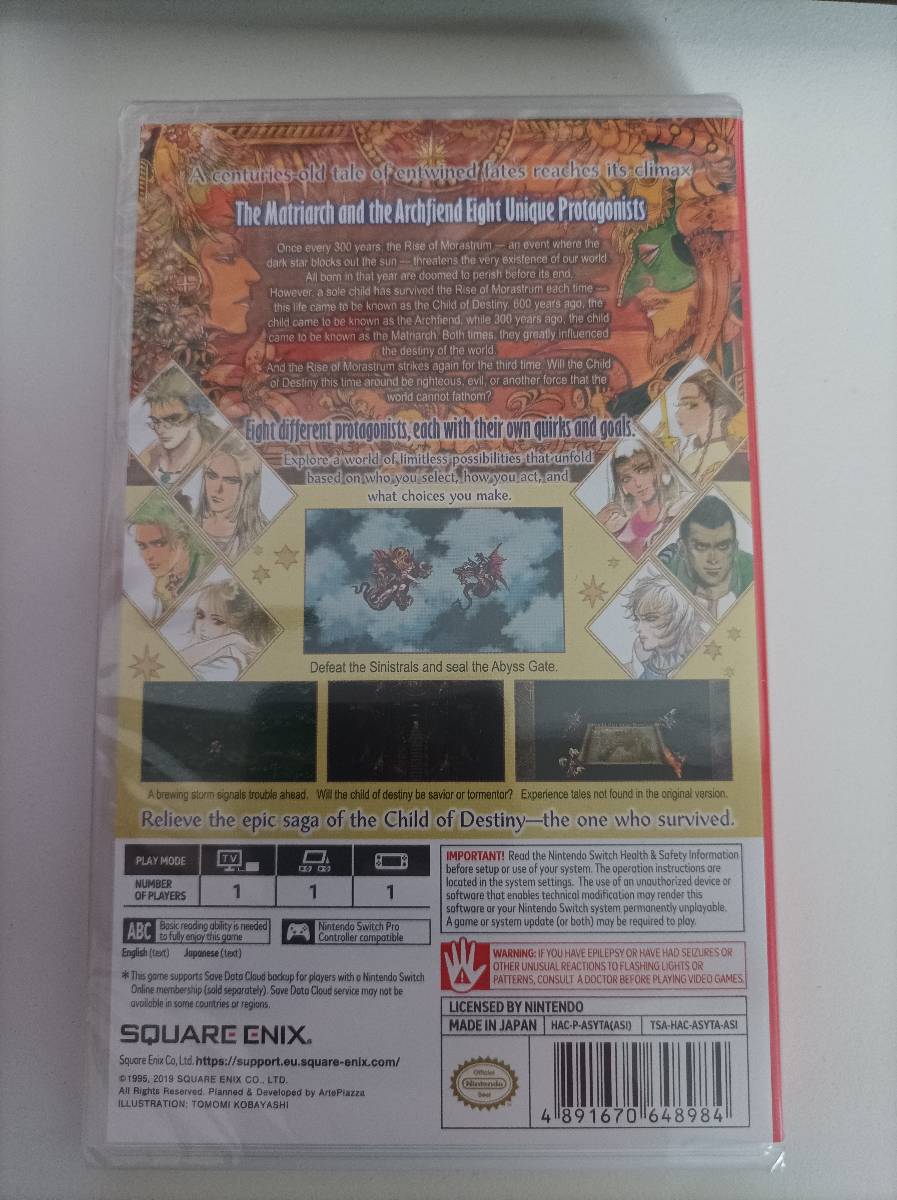 A centuries-old tale of entwined fates reaches its climax
The Matriarch and the Archfiend Eight Unique Protagonists
Once every 300 years, the Rise of Morastrum — an event where the
dark star blocks out the sun — threatens the very existence of our world.
All born in that year are doomed to perish before its end.
However, a sole child has survived the Rise of Morastrum each time —
this life came to be known as the Child of Destiny. 600 years ago, the
child came to be known as the Archfiend, while 300 years ago, the child
came to be known as the Matriarch. Both times, they greatly influenced
the destiny of the world.
And the Rise of Morastrum strikes again for the third time. Will the Child
of Destiny this time around be righteous, evil, or another force that the
world cannot fathom?
Eight different protagonists, each with their own quirks and goals.
Explore a world of limitless possibilities that unfold
based on who you select, how you act, and
what choices you make.
Defeat the Sinistrals and seal the Abyss Gate.
A brewing storm signals trouble ahead. Will the child of destiny be savior or tormentor? Experience tales not found in the original version.
Relieve the epic saga of the Child of Destiny—the one who survived.
PLAY MODE TV
NUMBER
OF PLAYERS 1 1 1
ABC Basic reading ability is needed
to fully enjoy this game
Nintendo Switch Pro
Controller compatible
English (text) Japanese (text)
* This game supports Save Data Cloud backup for players with a Nintendo Switch
Online membership (sold separately). Save Data Cloud service may not be
available in some countries or regions.
SQUARE ENIX.
Square Enix Co., Ltd. https://support.eu.square-enix.com/
©1995, 2019 SQUARE ENIX CO., LTD.
All Rights Reserved. Planned & Developed by ArtePiazza
ILLUSTRATION: TOMOMI KOBAYASHI
IMPORTANT! Read the Nintendo Switch Health & Safety Information
before setup or use of your system. The operation instructions are
located in the system settings. The use of an unauthorized device or
software that enables technical modification may render this
software or your Nintendo Switch system permanently unplayable.
A game or system update (or both) may be required to play.
WARNING: IF YOU HAVE EPILEPSY OR HAVE HAD SEIZURES OR
OTHER UNUSUAL REACTIONS TO FLASHING LIGHTS OR
PATTERNS, CONSULT A DOCTOR BEFORE PLAYING VIDEO GAMES.
LICENSED BY NINTENDO
MADE IN JAPAN HAC-P-ASYTA(ASI) TSA-HAC-ASYTA-ASI
Official
Nintendo
Seal
4 891670 648984